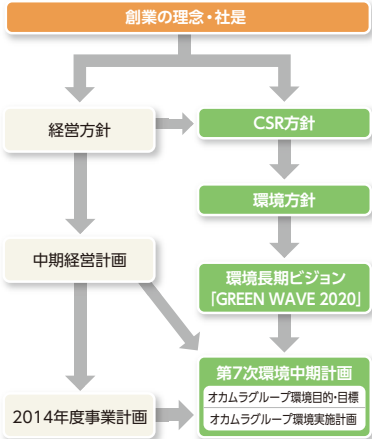 創業の理念・社是
経営方針
CSR方針
環境方針
中期経営計画
環境長期ビジョン
「GREEN WAVE 2020」
第7次環境中期計画
オカムラグループ環境目的・目標
オカムラグループ環境実施計画
2014年度事業計画